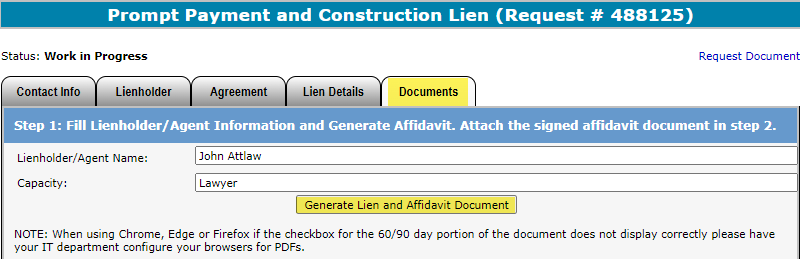 Prompt Payment and Construction Lien (Request # 488125)
Status: Work in Progress Request Document
Contact Info Lienholder Agreement Lien Details Documents
Step 1: Fill Lienholder/Agent Information and Generate Affidavit. Attach the signed affidavit document in step 2.
Lienholder/Agent Name: John Attlaw
Capacity: Lawyer
Generate Lien and Affidavit Document
NOTE: When using Chrome, Edge or Firefox if the checkbox for the 60/90 day portion of the document does not display correctly please have
your IT department configure your browsers for PDFs.